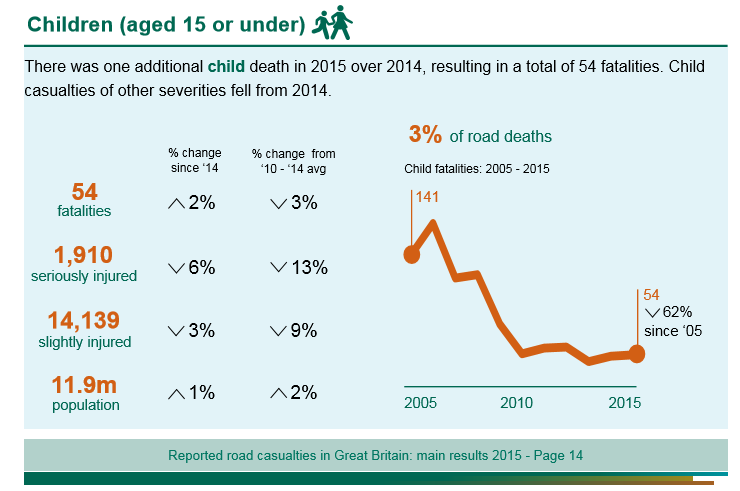 Children (aged 15 or under)
There was one additional child death in 2015 over 2014, resulting in a total of 54 fatalities. Child
casualties of other severities fell from 2014.
3% of road deaths
% change
since ‘14
% change from
‘10 - ‘14 avg
Child fatalities: 2005 - 2015
54
fatalities
2%
3%
1,910
seriously injured
6%
13%
14,139
slightly injured
3%
9%
11.9m
population
1%
2%
141
54
62%
since ‘05
2005
2010
2015
Reported road casualties in Great Britain: main results 2015 - Page 14